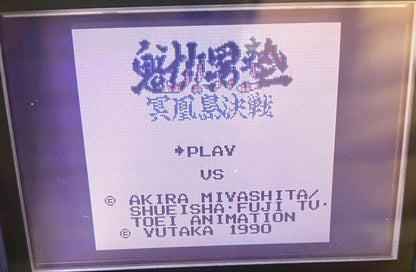 魁!!男塾
冥凰島決戦
→PLAY
VS
© AKIRA MIYASHITA/
SHUEISHA·FUJI TV·
TOEI ANIMATION
© YUTAKA 1990